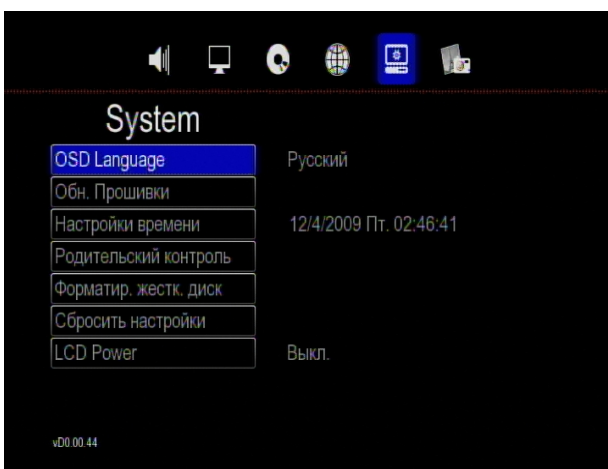 System
OSD Language Русский
Обн. Прошивки
Настройки времени 12/4/2009 Пт. 02:46:41
Родительский контроль
Форматир. жестк. диск
Сбросить настройки
LCD Power Выкл.
vD0.00.44